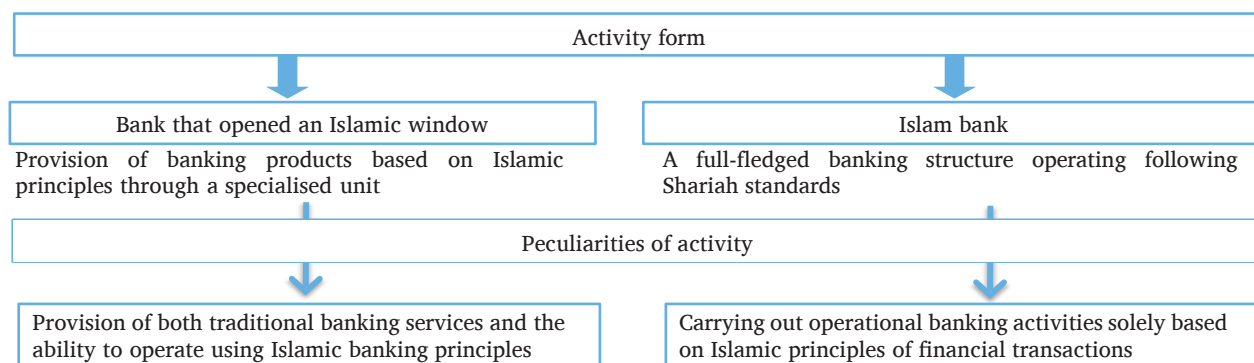 Activity form
Bank that opened an Islamic window
Provision of banking products based on Islamic
principles through a specialised unit
Islam bank
A full-fledged banking structure operating following
Shariah standards
Peculiarities of activity
Provision of both traditional banking services and the
ability to operate using Islamic banking principles
Carrying out operational banking activities solely based
on Islamic principles of financial transactions